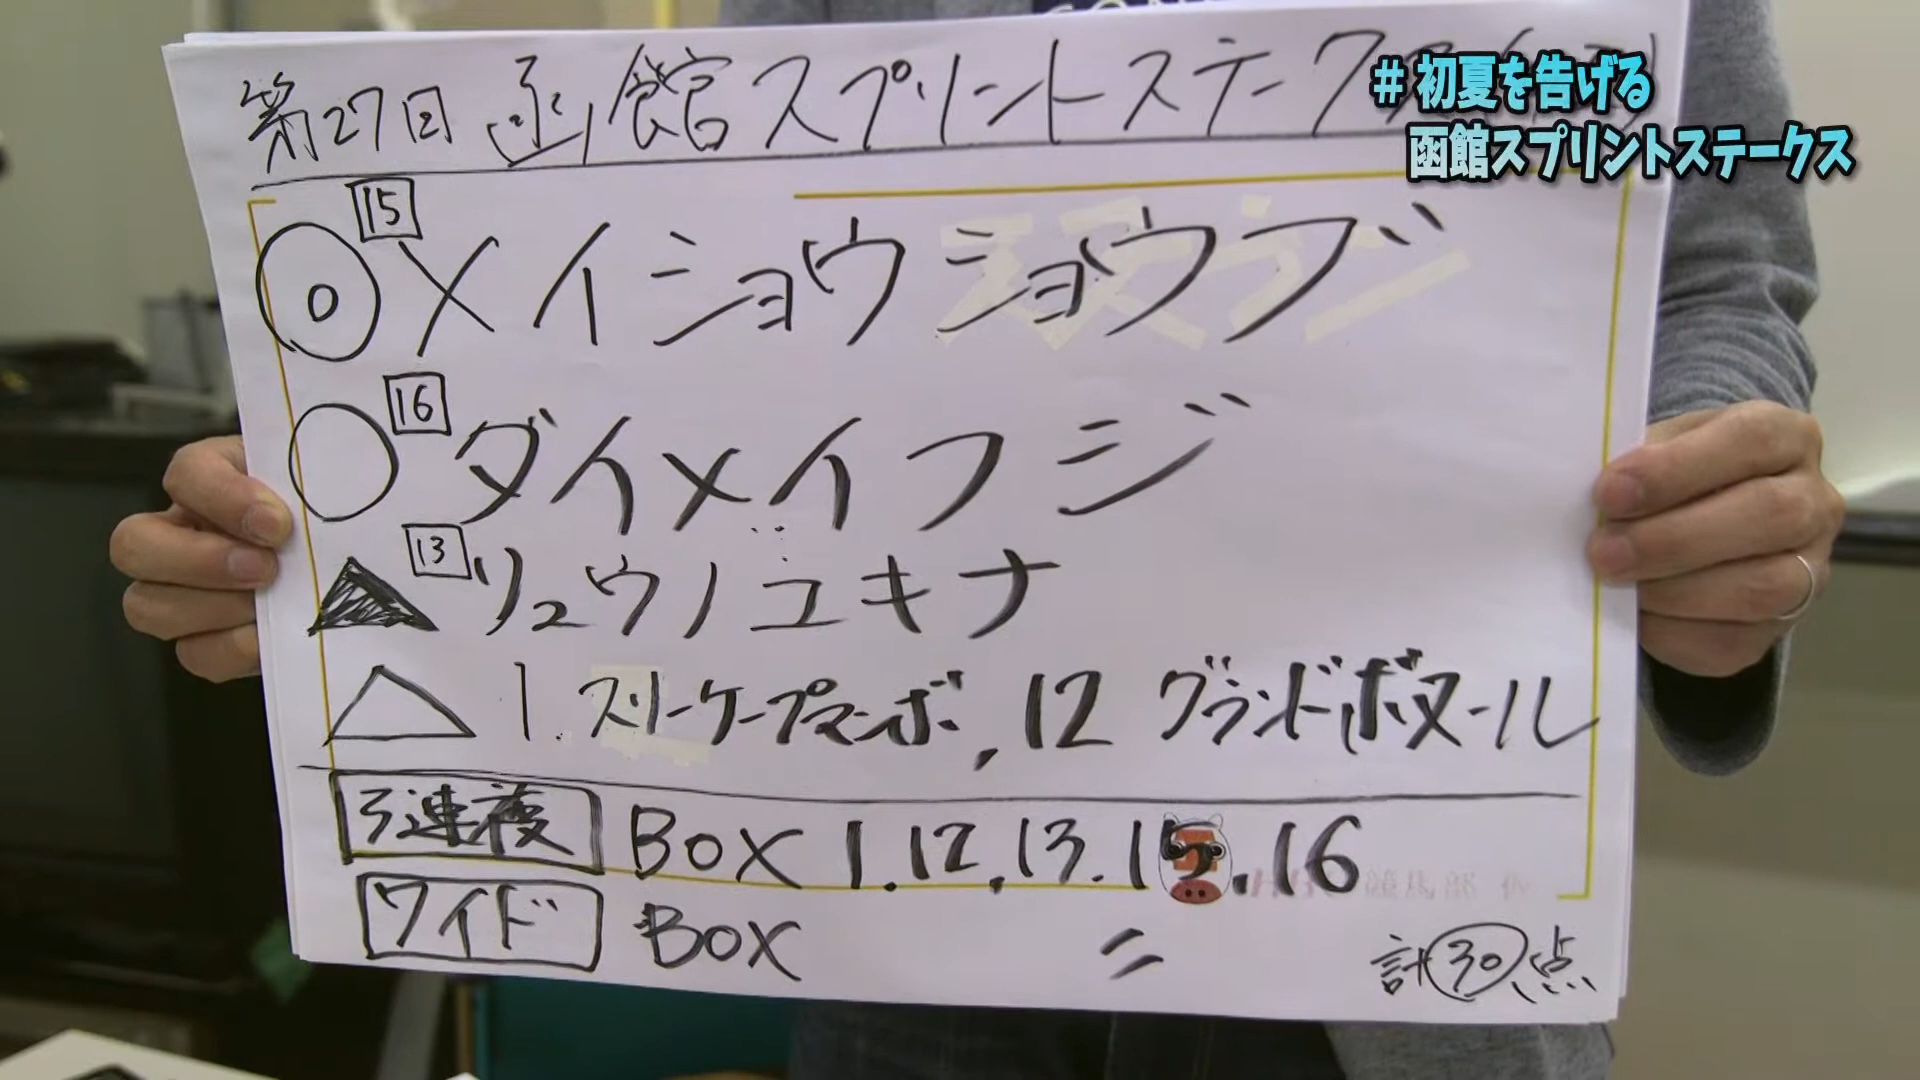 第27回 函館スプリントステークス
# 初夏を告げる
函館スプリントステークス
◎ 15 メイショウショウブ
○ 16 ダイメイフジ
▲ 13 リュウノユキナ
△ 1. スリーケープマンボ, 12 グランドボヌール
3連複 BOX 1.12.13.15.16
ワイド BOX 〃
計㉚点